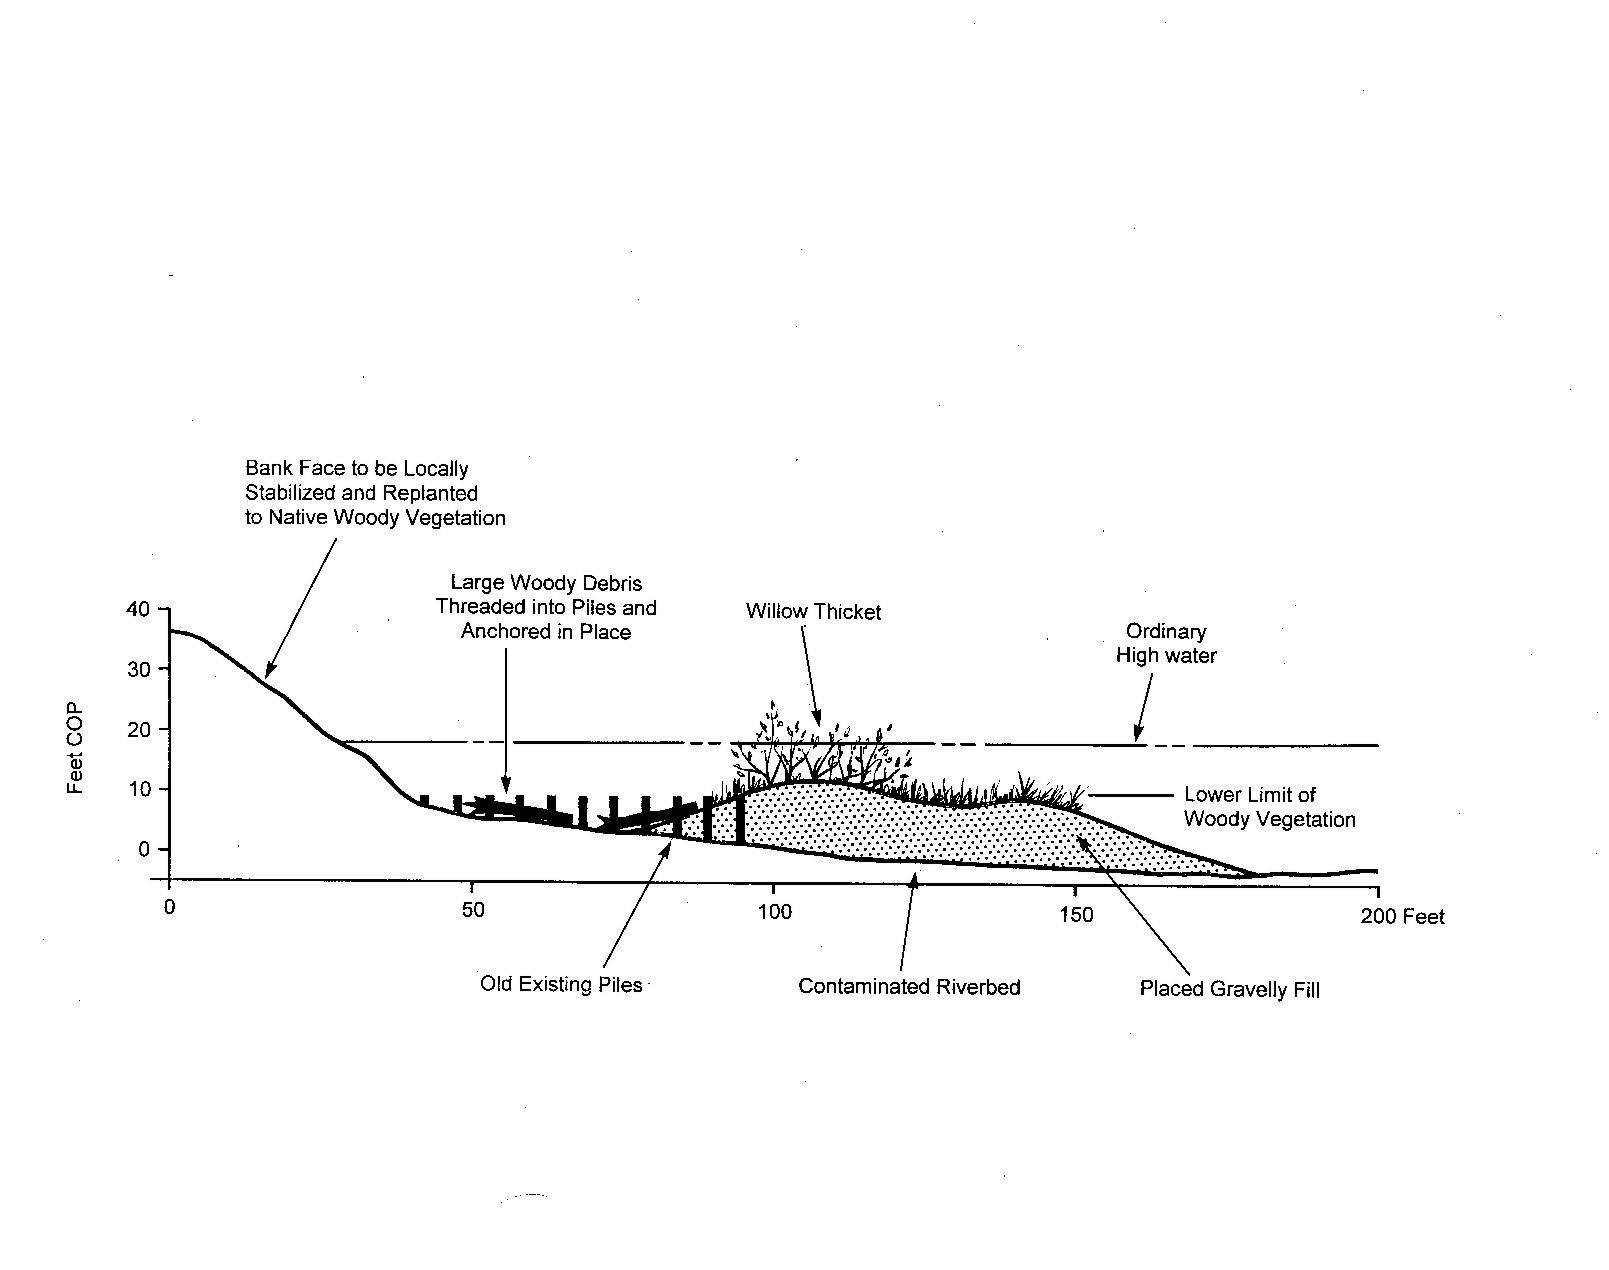 Bank Face to be Locally
Stabilized and Replanted
to Native Woody Vegetation
Large Woody Debris
Threaded into Piles and
Anchored in Place
Willow Thicket
Ordinary
High water
Lower Limit of
Woody Vegetation
Feet COP
40
30
20
10
0
0
50
100
150
200 Feet
Old Existing Piles
Contaminated Riverbed
Placed Gravelly Fill